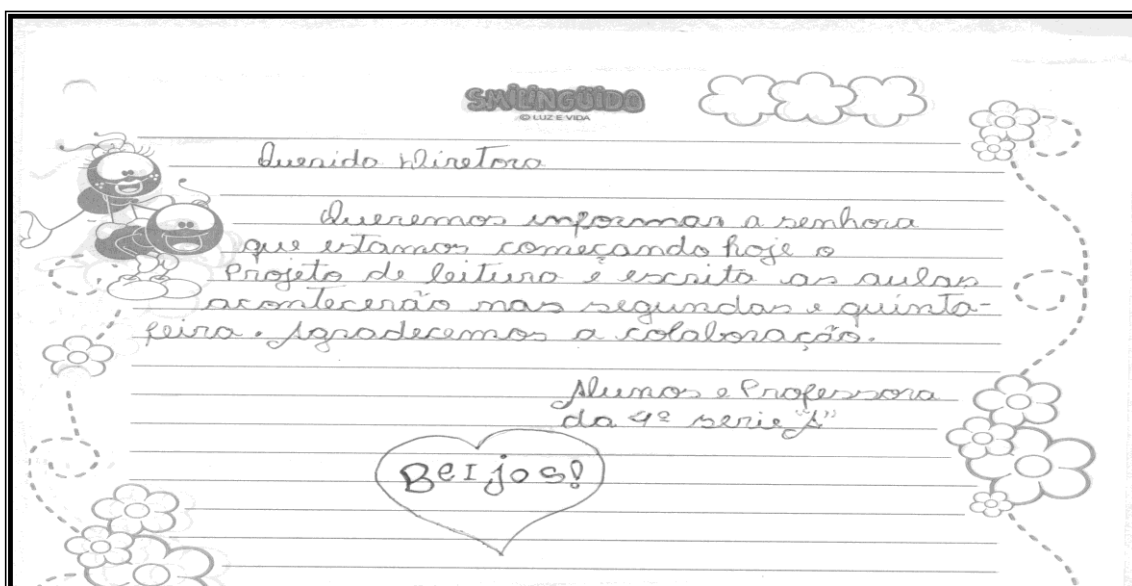 SMILINGÜIDO
© LUZ E VIDA
Querida Diretora
Queremos informar a senhora
que estamos começando hoje o
Projeto de leitura e escrita as aulas
acontecerão nas segundas e quinta-
feira. Agradecemos a colaboração.
Alunos e Professora
da 4ª serie "A"
BeIjos!